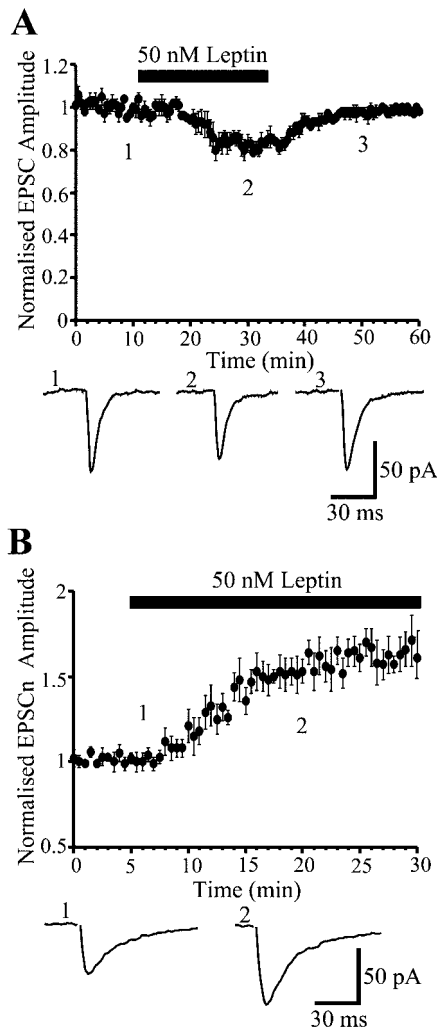 A
50 nM Leptin
Normalised EPSC Amplitude
1.2
1
0.8
0.6
0.4
0.2
0
1
2
3
0 10 20 30 40 50 60
Time (min)
1
2
3
50 pA
30 ms
B
50 nM Leptin
Normalised EPSCn Amplitude
2
1.5
1
0.5
1
2
0 5 10 15 20 25 30
Time (min)
1
2
50 pA
30 ms